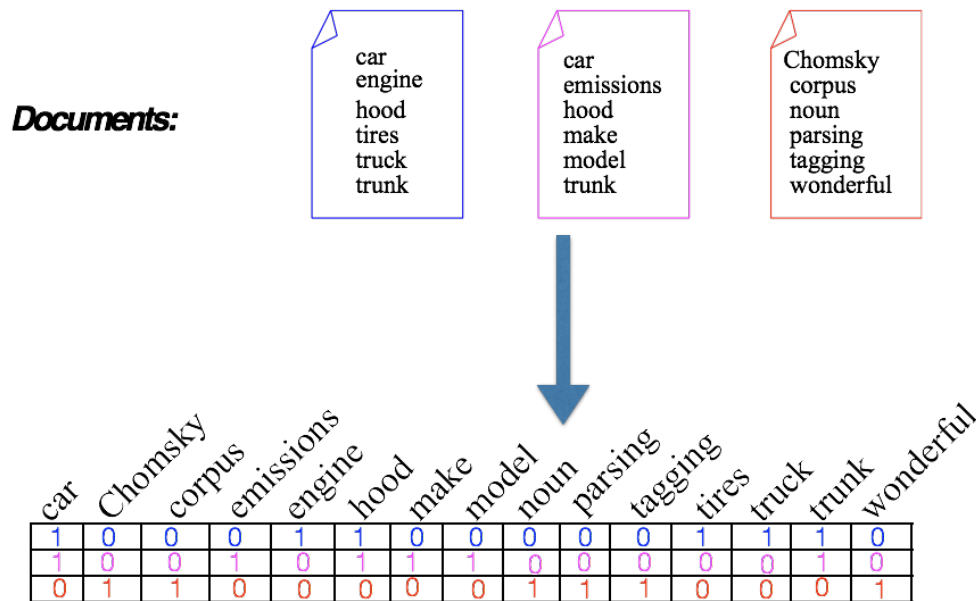 Documents:
car
engine
hood
tires
truck
trunk
car
emissions
hood
make
model
trunk
Chomsky
corpus
noun
parsing
tagging
wonderful
car Chomsky corpus emissions engine hood make model noun parsing tagging tires truck trunk wonderful
1 0 0 0 1 1 0 0 0 0 0 1 1 1 0
1 0 0 1 0 1 1 1 0 0 0 0 0 1 0
0 1 1 0 0 0 0 0 1 1 1 0 0 0 1